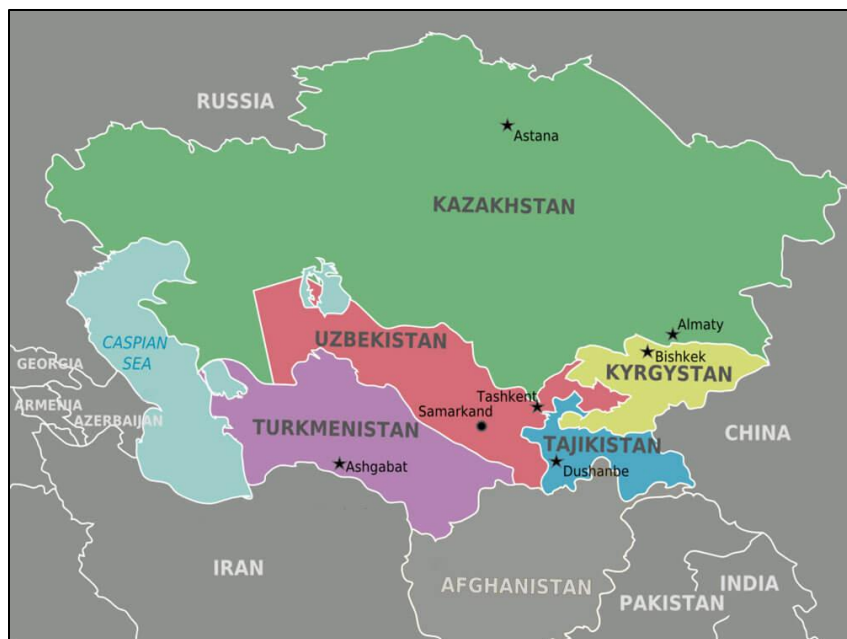 RUSSIA
Astana
KAZAKHSTAN
CASPIAN
SEA
UZBEKISTAN
Almaty
Bishkek
KYRGYSTAN
GEORGIA
ARMENIA
AZERBAIJAN
Tashkent
Samarkand
TURKMENISTAN
TAJIKISTAN
CHINA
Ashgabat
Dushanbe
IRAN
AFGHANISTAN
PAKISTAN
INDIA